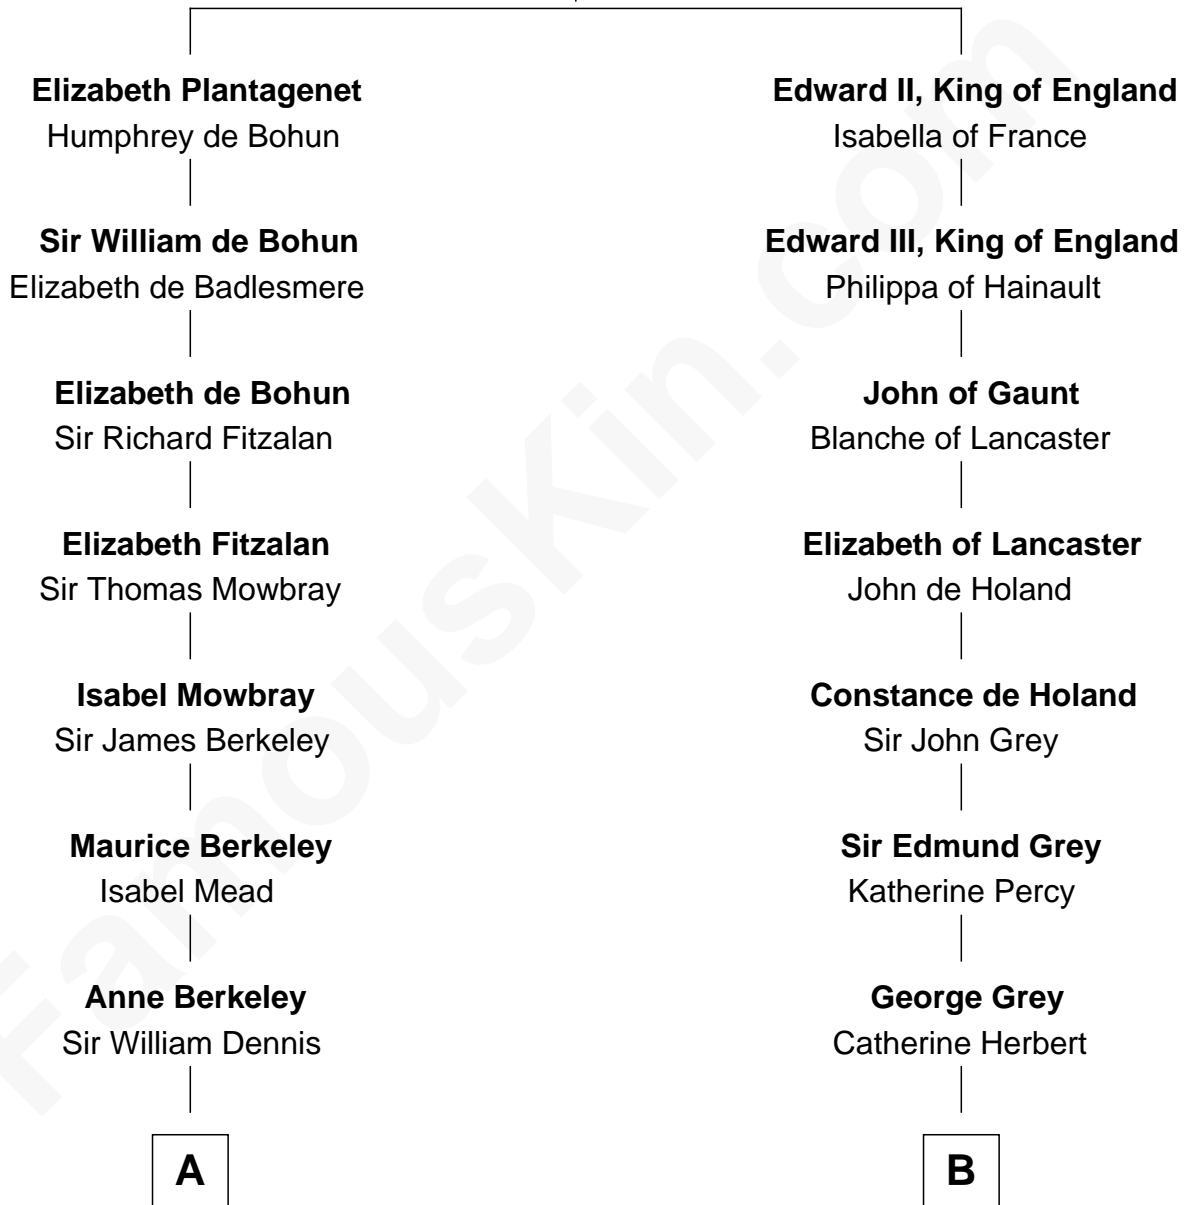 Elizabeth Plantagenet
Humphrey de Bohun
Sir William de Bohun
Elizabeth de Badlesmere
Elizabeth de Bohun
Sir Richard Fitzalan
Elizabeth Fitzalan
Sir Thomas Mowbray
Isabel Mowbray
Sir James Berkeley
Maurice Berkeley
Isabel Mead
Anne Berkeley
Sir William Dennis
A
Edward II, King of England
Isabella of France
Edward III, King of England
Philippa of Hainault
John of Gaunt
Blanche of Lancaster
Elizabeth of Lancaster
John de Holand
Constance de Holand
Sir John Grey
Sir Edmund Grey
Katherine Percy
George Grey
Catherine Herbert
B
FamousKin.com